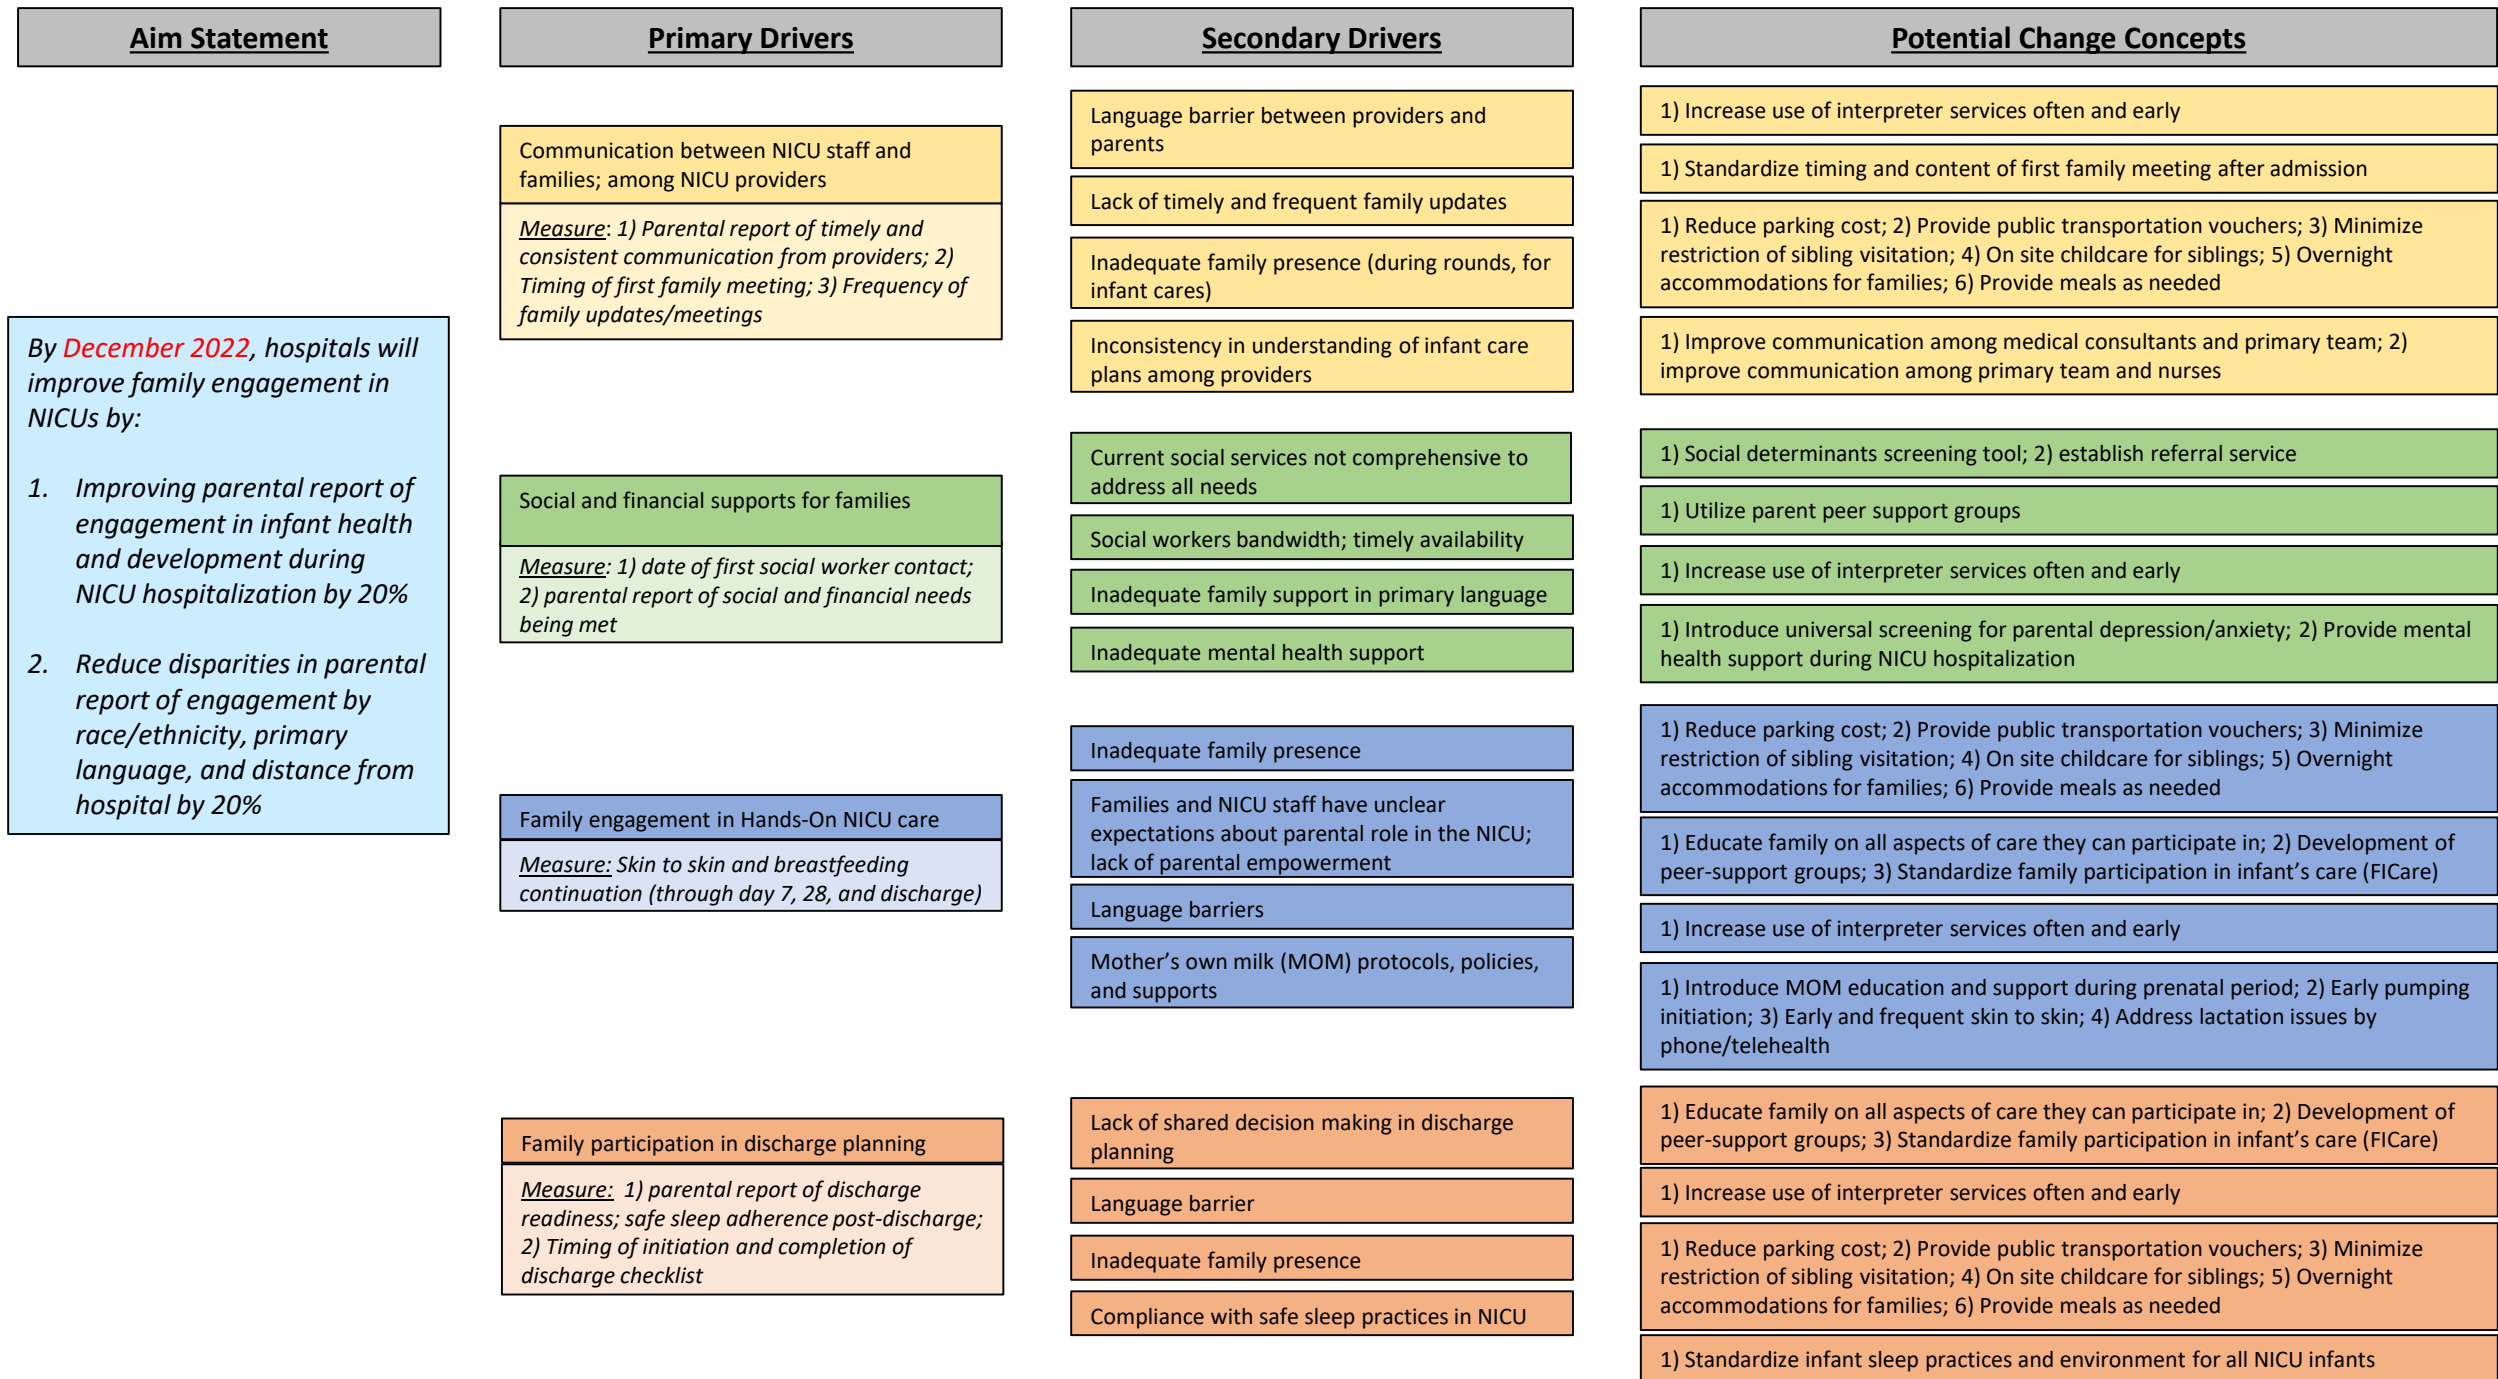 Aim Statement
Primary Drivers
Secondary Drivers
Potential Change Concepts
By December 2022, hospitals will
improve family engagement in
NICUs by:
1. Improving parental report of
engagement in infant health
and development during
NICU hospitalization by 20%
2. Reduce disparities in parental
report of engagement by
race/ethnicity, primary
language, and distance from
hospital by 20%
Communication between NICU staff and
families; among NICU providers
Measure: 1) Parental report of timely and
consistent communication from providers; 2)
Timing of first family meeting; 3) Frequency of
family updates/meetings
Language barrier between providers and
parents
Lack of timely and frequent family updates
Inadequate family presence (during rounds, for
infant cares)
Inconsistency in understanding of infant care
plans among providers
1) Increase use of interpreter services often and early
1) Standardize timing and content of first family meeting after admission
1) Reduce parking cost; 2) Provide public transportation vouchers; 3) Minimize
restriction of sibling visitation; 4) On site childcare for siblings; 5) Overnight
accommodations for families; 6) Provide meals as needed
1) Improve communication among medical consultants and primary team; 2)
improve communication among primary team and nurses
Social and financial supports for families
Measure: 1) date of first social worker contact;
2) parental report of social and financial needs
being met
Current social services not comprehensive to
address all needs
Social workers bandwidth; timely availability
Inadequate family support in primary language
Inadequate mental health support
1) Social determinants screening tool; 2) establish referral service
1) Utilize parent peer support groups
1) Increase use of interpreter services often and early
1) Introduce universal screening for parental depression/anxiety; 2) Provide mental
health support during NICU hospitalization
Family engagement in Hands-On NICU care
Measure: Skin to skin and breastfeeding
continuation (through day 7, 28, and discharge)
Inadequate family presence
Families and NICU staff have unclear
expectations about parental role in the NICU;
lack of parental empowerment
Language barriers
Mother's own milk (MOM) protocols, policies,
and supports
1) Reduce parking cost; 2) Provide public transportation vouchers; 3) Minimize
restriction of sibling visitation; 4) On site childcare for siblings; 5) Overnight
accommodations for families; 6) Provide meals as needed
1) Educate family on all aspects of care they can participate in; 2) Development of
peer-support groups; 3) Standardize family participation in infant's care (FICare)
1) Increase use of interpreter services often and early
1) Introduce MOM education and support during prenatal period; 2) Early pumping
initiation; 3) Early and frequent skin to skin; 4) Address lactation issues by
phone/telehealth
Family participation in discharge planning
Measure: 1) parental report of discharge
readiness; safe sleep adherence post-discharge;
2) Timing of initiation and completion of
discharge checklist
Lack of shared decision making in discharge
planning
Language barrier
Inadequate family presence
Compliance with safe sleep practices in NICU
1) Educate family on all aspects of care they can participate in; 2) Development of
peer-support groups; 3) Standardize family participation in infant's care (FICare)
1) Increase use of interpreter services often and early
1) Reduce parking cost; 2) Provide public transportation vouchers; 3) Minimize
restriction of sibling visitation; 4) On site childcare for siblings; 5) Overnight
accommodations for families; 6) Provide meals as needed
1) Standardize infant sleep practices and environment for all NICU infants